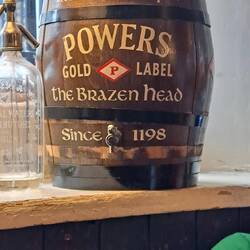 POWERS
GOLD P LABEL
the Brazen head
Since 1198